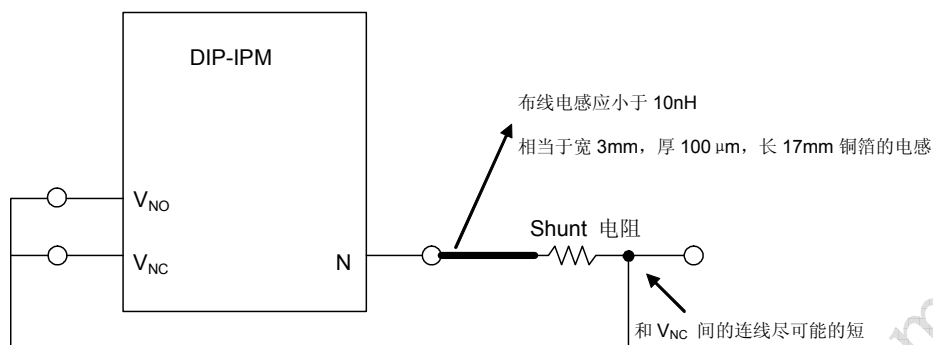 DIP-IPM
布线电感应小于 10nH
相当于宽 3mm，厚 100 μm，长 17mm 铜箔的电感
VNO
Shunt 电阻
VNC
N
和 VNC 间的连线尽可能的短